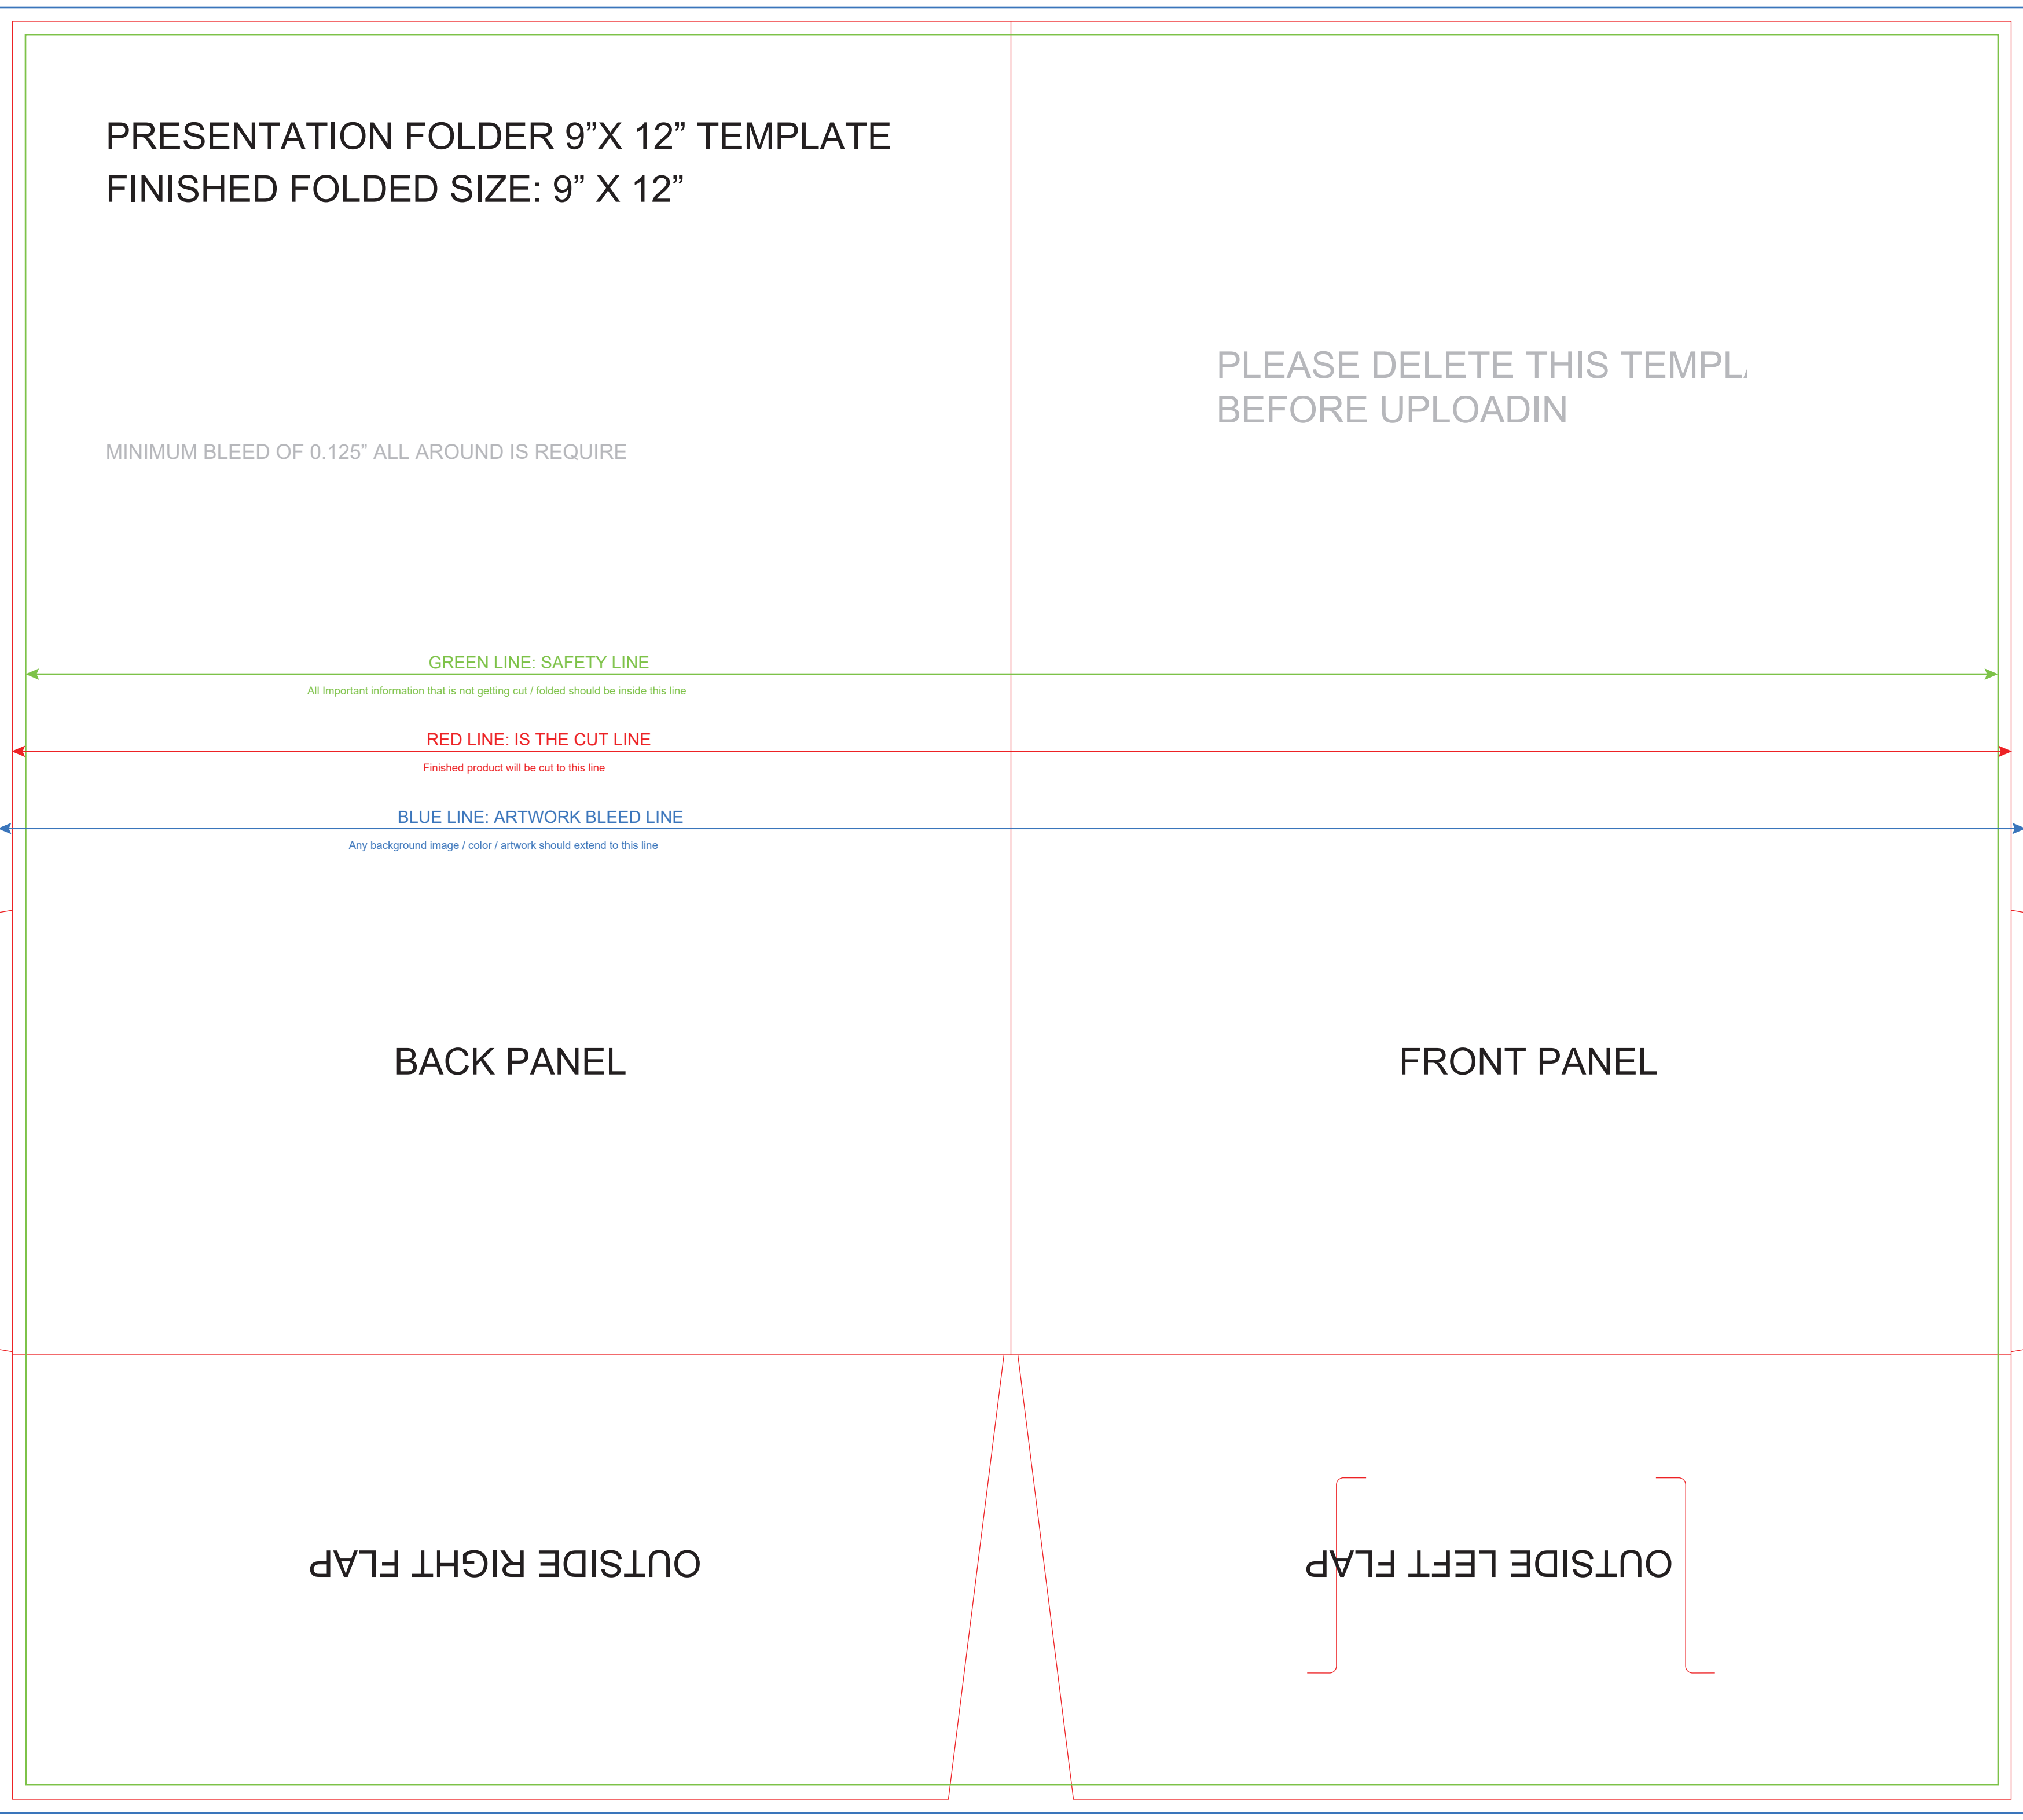 PRESENTATION FOLDER 9”X 12” TEMPLATE
FINISHED FOLDED SIZE: 9” X 12”
PLEASE DELETE THIS TEMPL
BEFORE UPLOADIN
MINIMUM BLEED OF 0.125” ALL AROUND IS REQUIRE
GREEN LINE: SAFETY LINE
All Important information that is not getting cut / folded should be inside this line
RED LINE: IS THE CUT LINE
Finished product will be cut to this line
BLUE LINE: ARTWORK BLEED LINE
Any background image / color / artwork should extend to this line
BACK PANEL
FRONT PANEL
OUTSIDE RIGHT FLAP
OUTSIDE LEFT FLAP